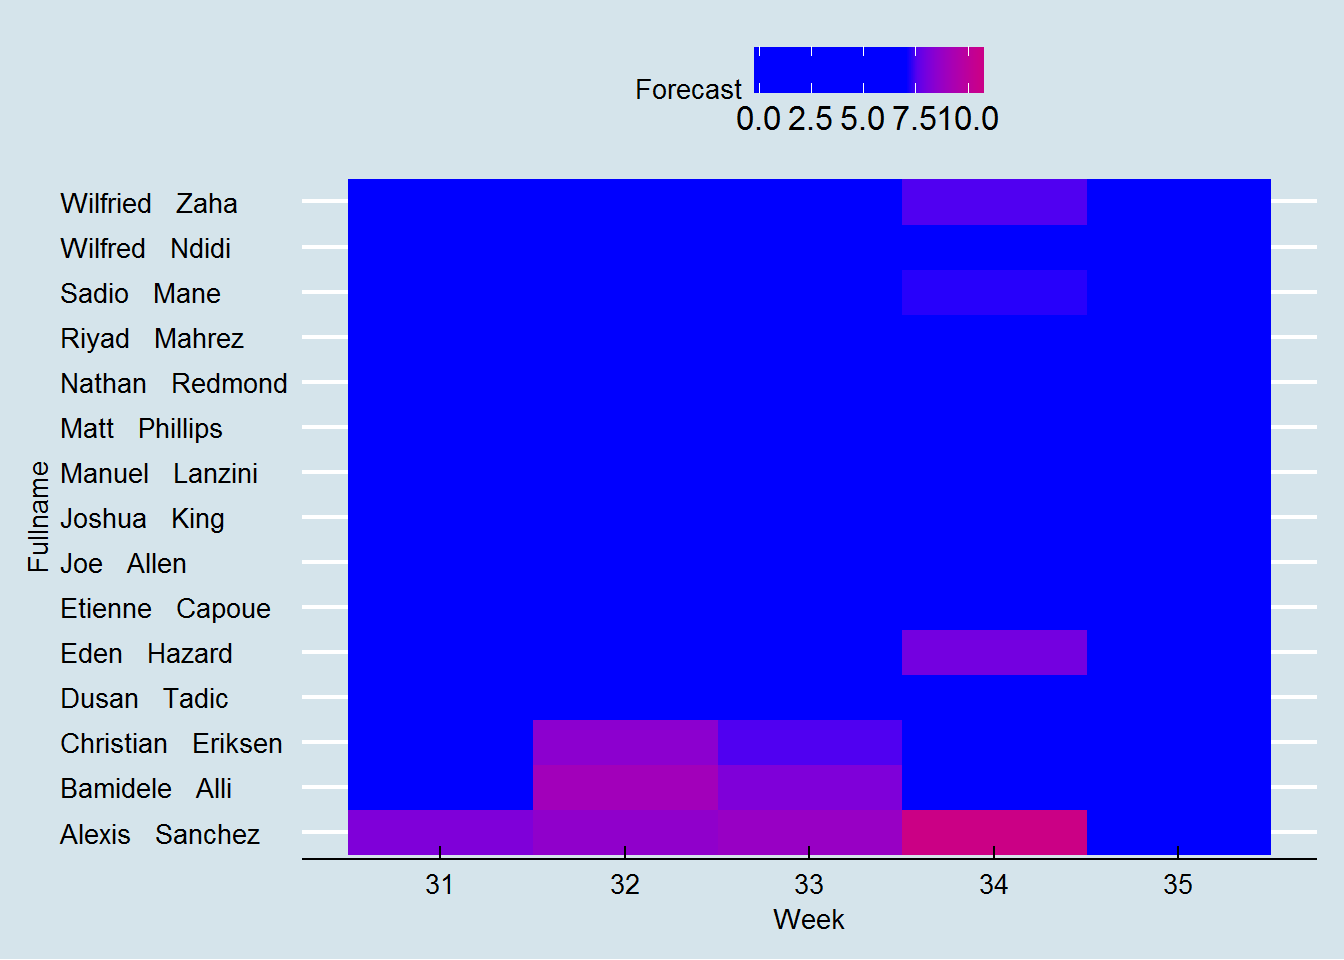 Forecast
0.0 2.5 5.0 7.5 10.0
Wilfried Zaha
Wilfred Ndidi
Sadio Mane
Riyad Mahrez
Nathan Redmond
Matt Phillips
Manuel Lanzini
Joshua King
Joe Allen
Etienne Capoue
Eden Hazard
Dusan Tadic
Christian Eriksen
Bamidele Alli
Alexis Sanchez
Fullname
31 32 33 34 35
Week